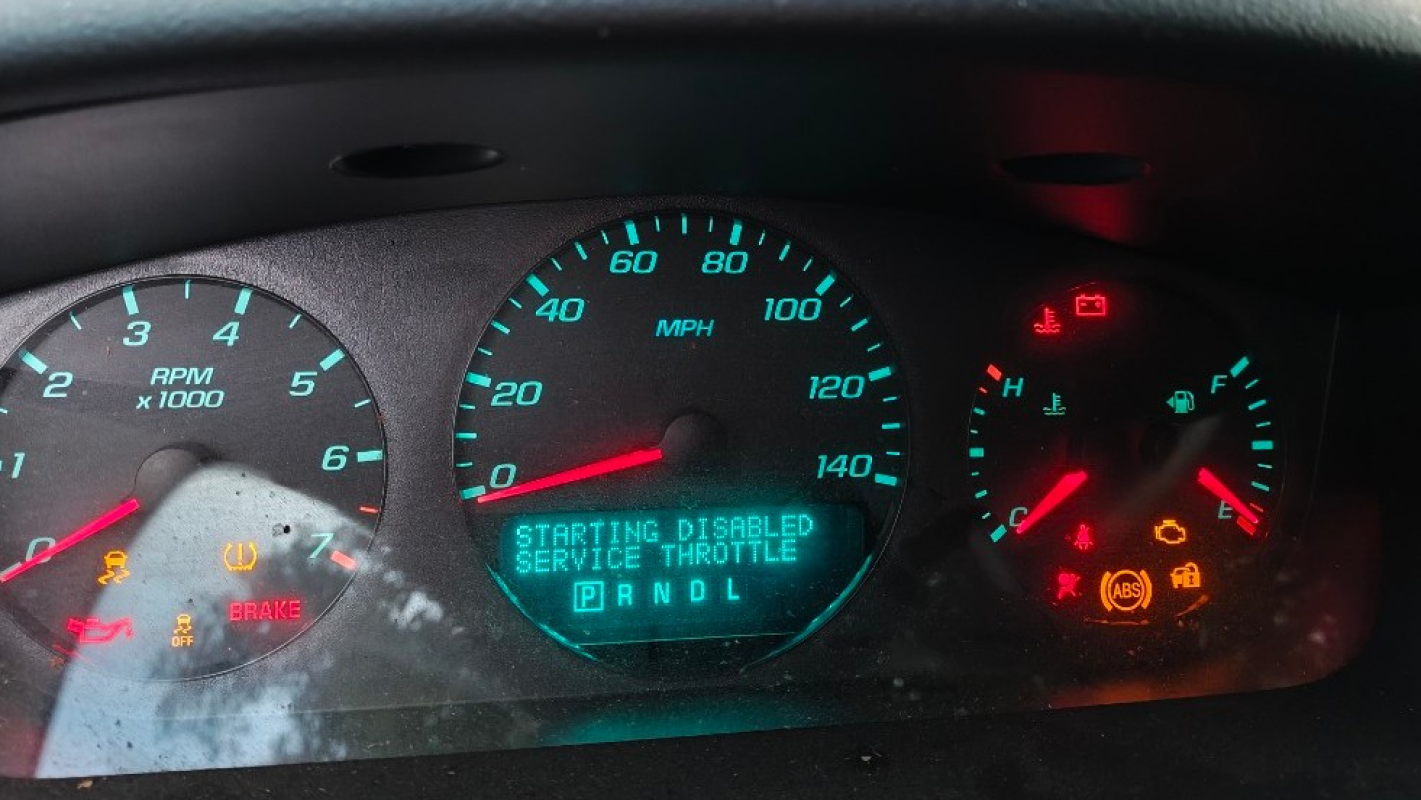 60 80
40 100
MPH
20 120
0 140
3 4
2 5
RPM
x1000
1 6
0 7
BRAKE
OFF
STARTING DISABLED
SERVICE THROTTLE
P R N D L
H F
C E
ABS